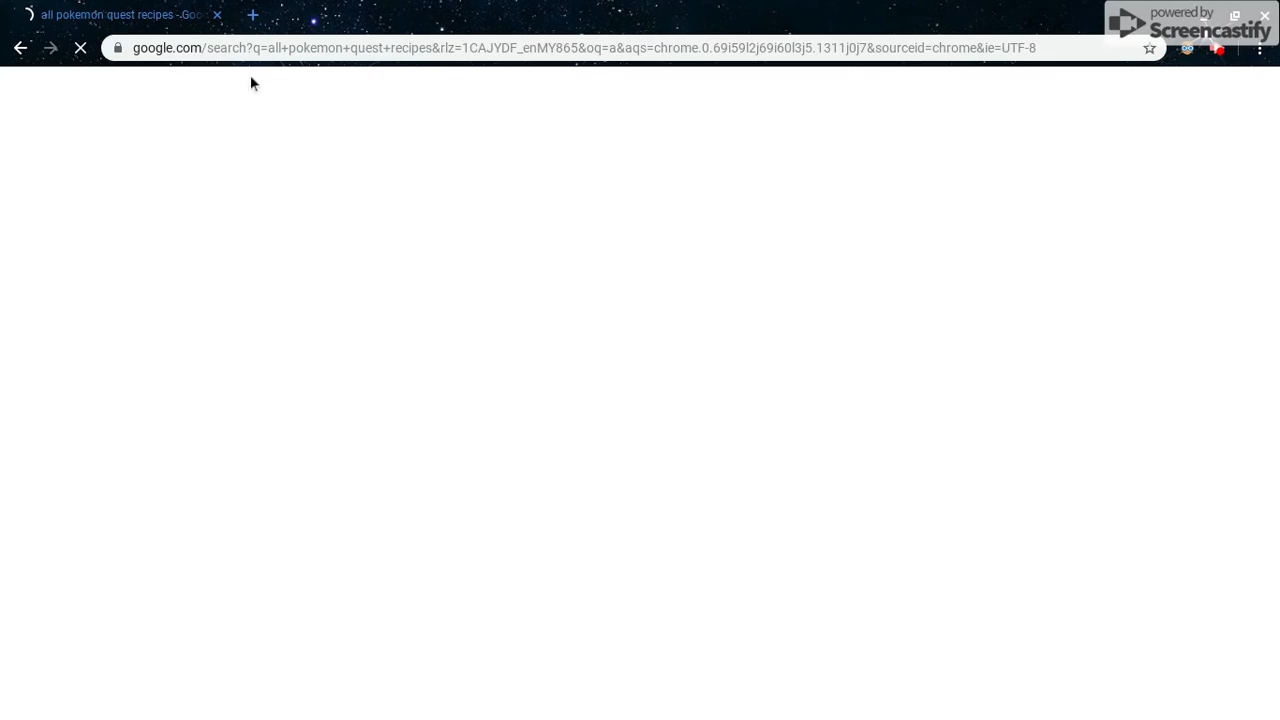 all pokemon quest recipes - Goo
powered by
Screencastify
google.com/search?q=all+pokemon+quest+recipes&rlz=1CAJYDF_enMY865&oq=a&aqs=chrome.0.69i59l2j69i60l3j5.1311j0j7&sourceid=chrome&ie=UTF-8